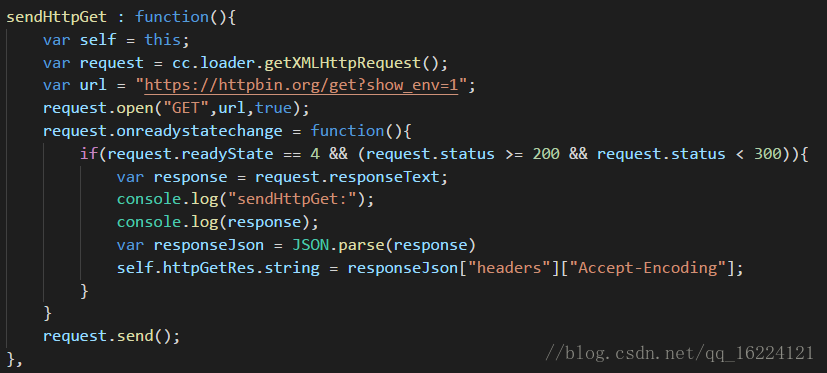 sendHttpGet : function(){
var self = this;
var request = cc.loader.getXMLHttpRequest();
var url = "https://httpbin.org/get?show_env=1";
request.open("GET",url,true);
request.onreadystatechange = function(){
if(request.readyState == 4 && (request.status >= 200 && request.status < 300)){
var response = request.responseText;
console.log("sendHttpGet:");
console.log(response);
var responseJson = JSON.parse(response)
self.httpGetRes.string = responseJson["headers"]["Accept-Encoding"];
}
}
request.send();
},
//blog.csdn.net/qq_16224121